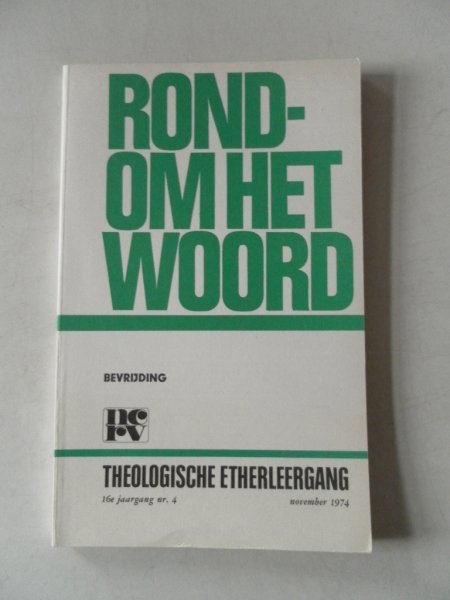 ROND-
OM HET
WOORD
BEVRIJDING
ncrv
THEOLOGISCHE ETHERLEERGANG
16e jaargang nr. 4 november 1974